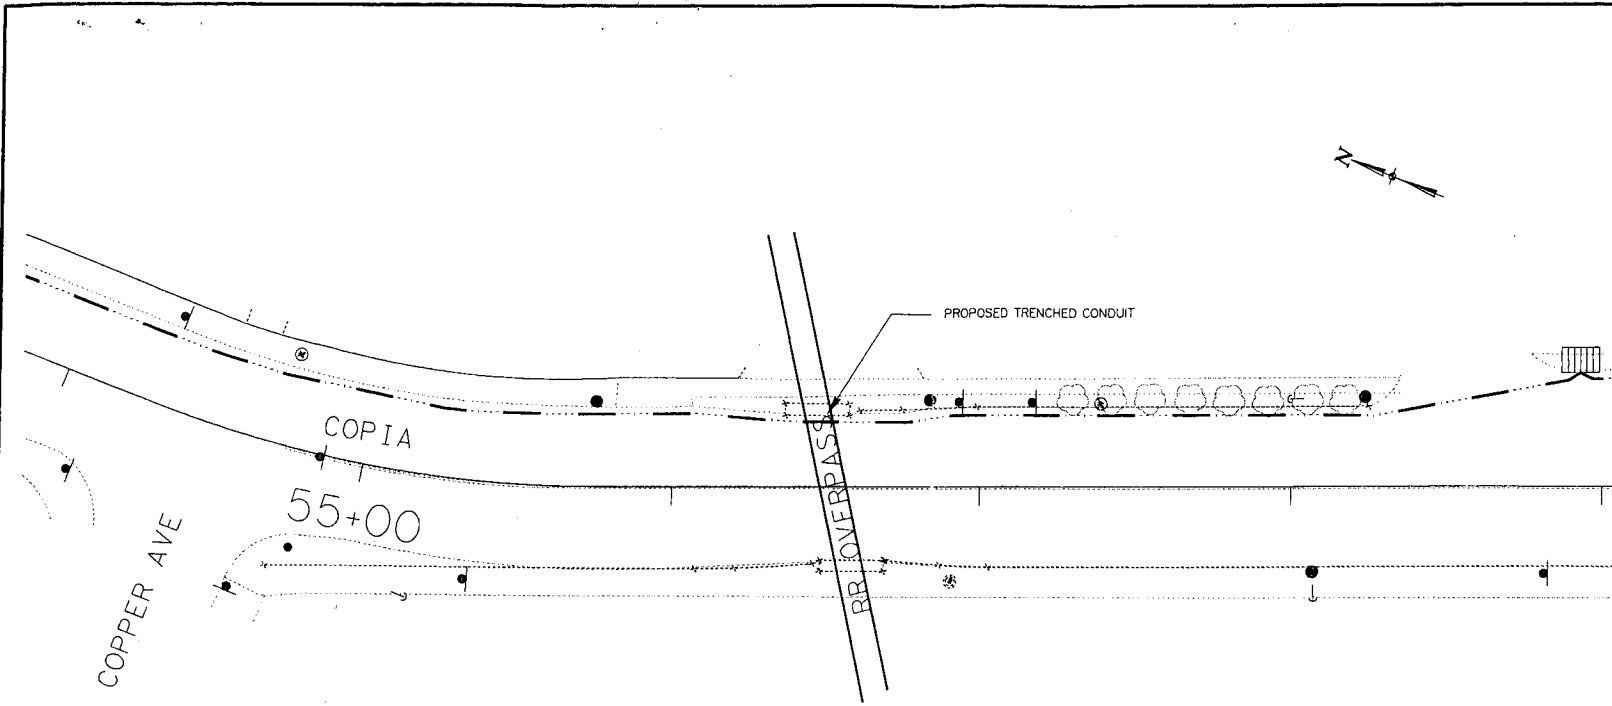 N
PROPOSED TRENCHED CONDUIT
COPIA
55+00
RR OVERPASS
COPPER AVE